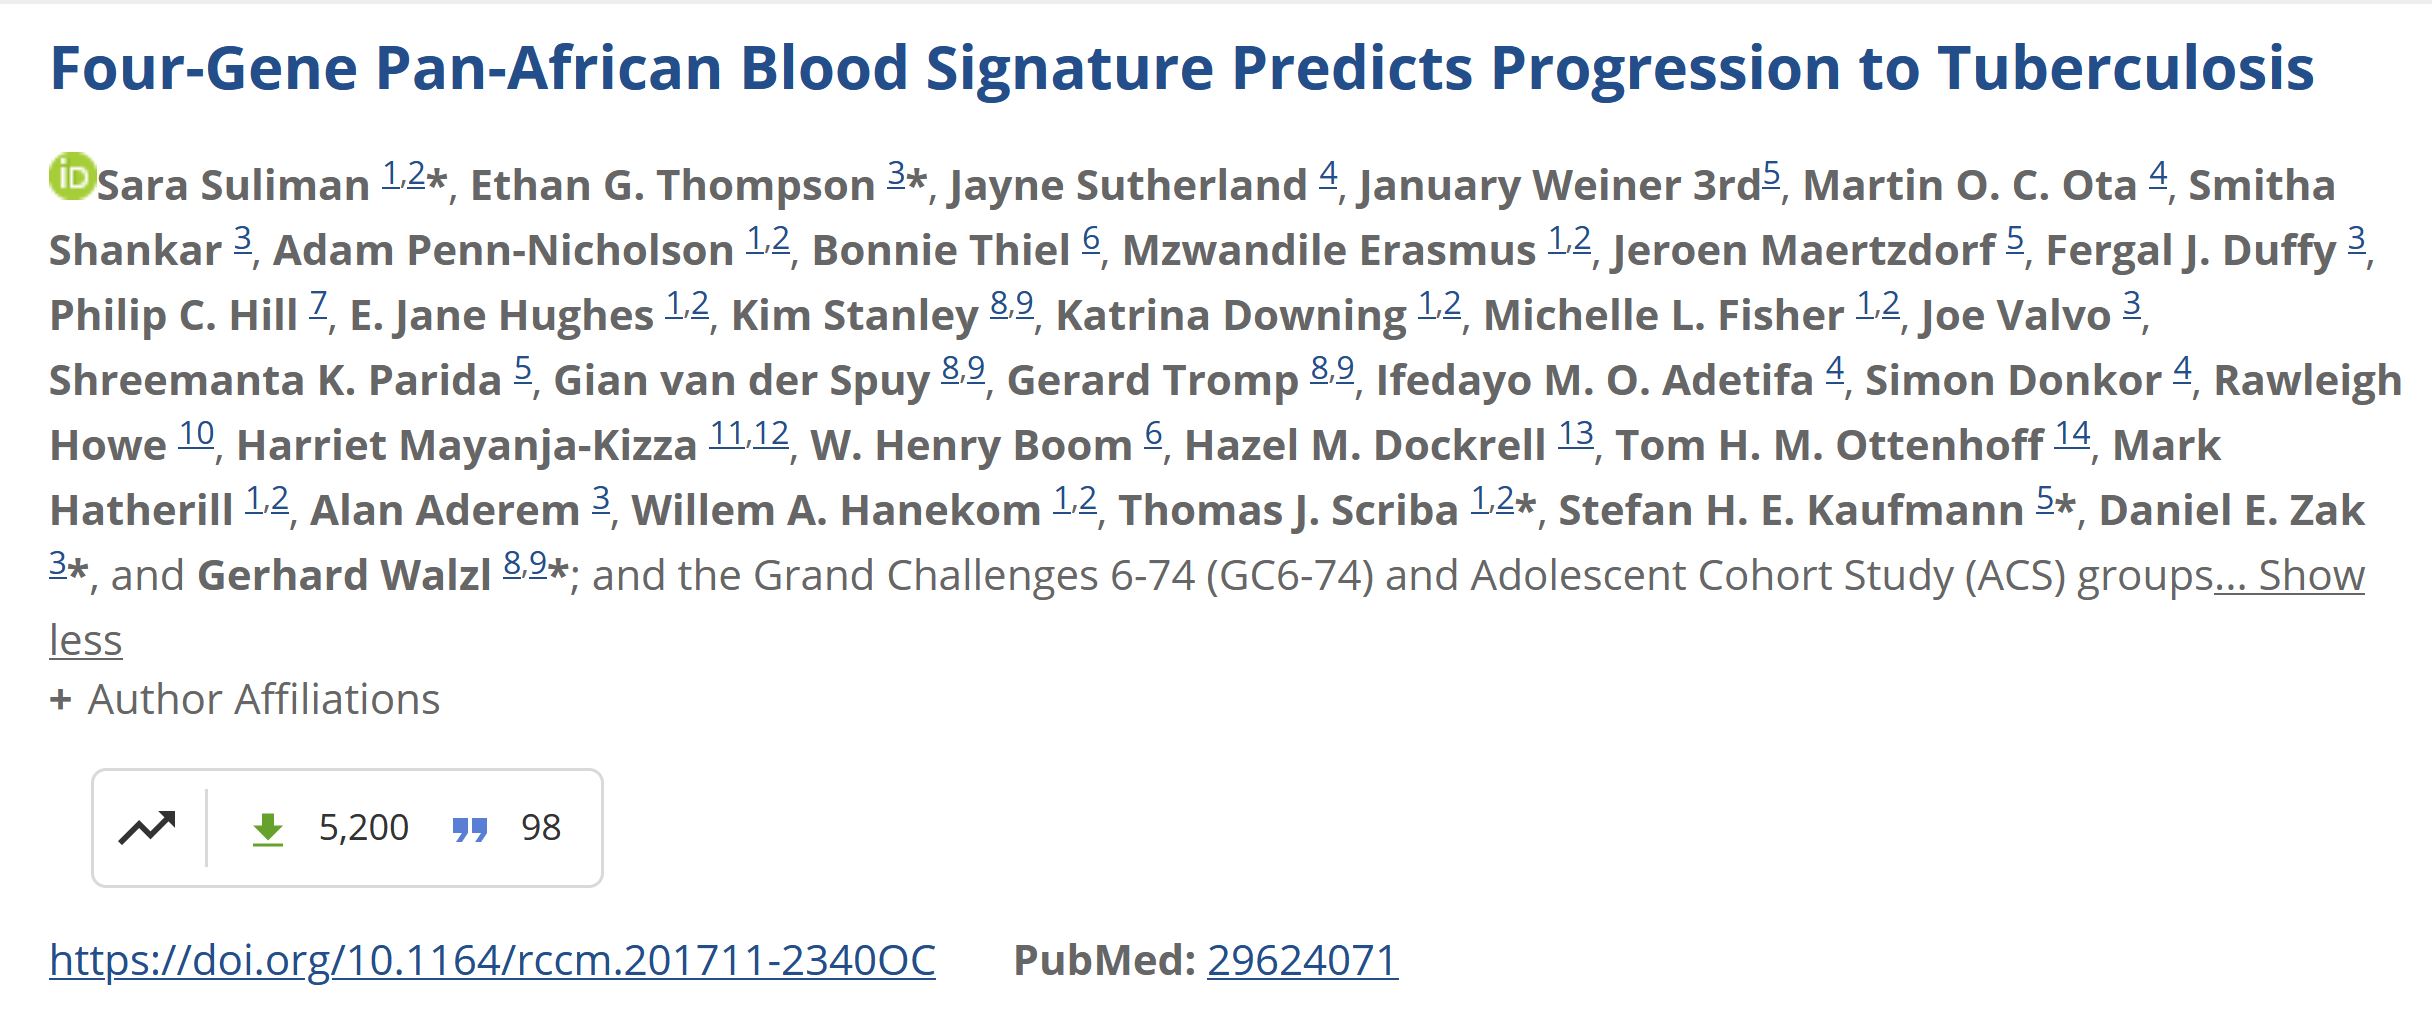 Four-Gene Pan-African Blood Signature Predicts Progression to Tuberculosis
iD Sara Suliman 1,2*, Ethan G. Thompson 3*, Jayne Sutherland 4, January Weiner 3rd5, Martin O. C. Ota 4, Smitha
Shankar 3, Adam Penn-Nicholson 1,2, Bonnie Thiel 6, Mzwandile Erasmus 1,2, Jeroen Maertzdorf 5, Fergal J. Duffy 3,
Philip C. Hill 7, E. Jane Hughes 1,2, Kim Stanley 8,9, Katrina Downing 1,2, Michelle L. Fisher 1,2, Joe Valvo 3,
Shreemanta K. Parida 5, Gian van der Spuy 8,9, Gerard Tromp 8,9, Ifedayo M. O. Adetifa 4, Simon Donkor 4, Rawleigh
Howe 10, Harriet Mayanja-Kizza 11,12, W. Henry Boom 6, Hazel M. Dockrell 13, Tom H. M. Ottenhoff 14, Mark
Hatherill 1,2, Alan Aderem 3, Willem A. Hanekom 1,2, Thomas J. Scriba 1,2*, Stefan H. E. Kaufmann 5*, Daniel E. Zak
3*, and Gerhard Walzl 8,9*; and the Grand Challenges 6-74 (GC6-74) and Adolescent Cohort Study (ACS) groups... Show
less
+ Author Affiliations
5,200 98
https://doi.org/10.1164/rccm.201711-2340OC PubMed: 29624071